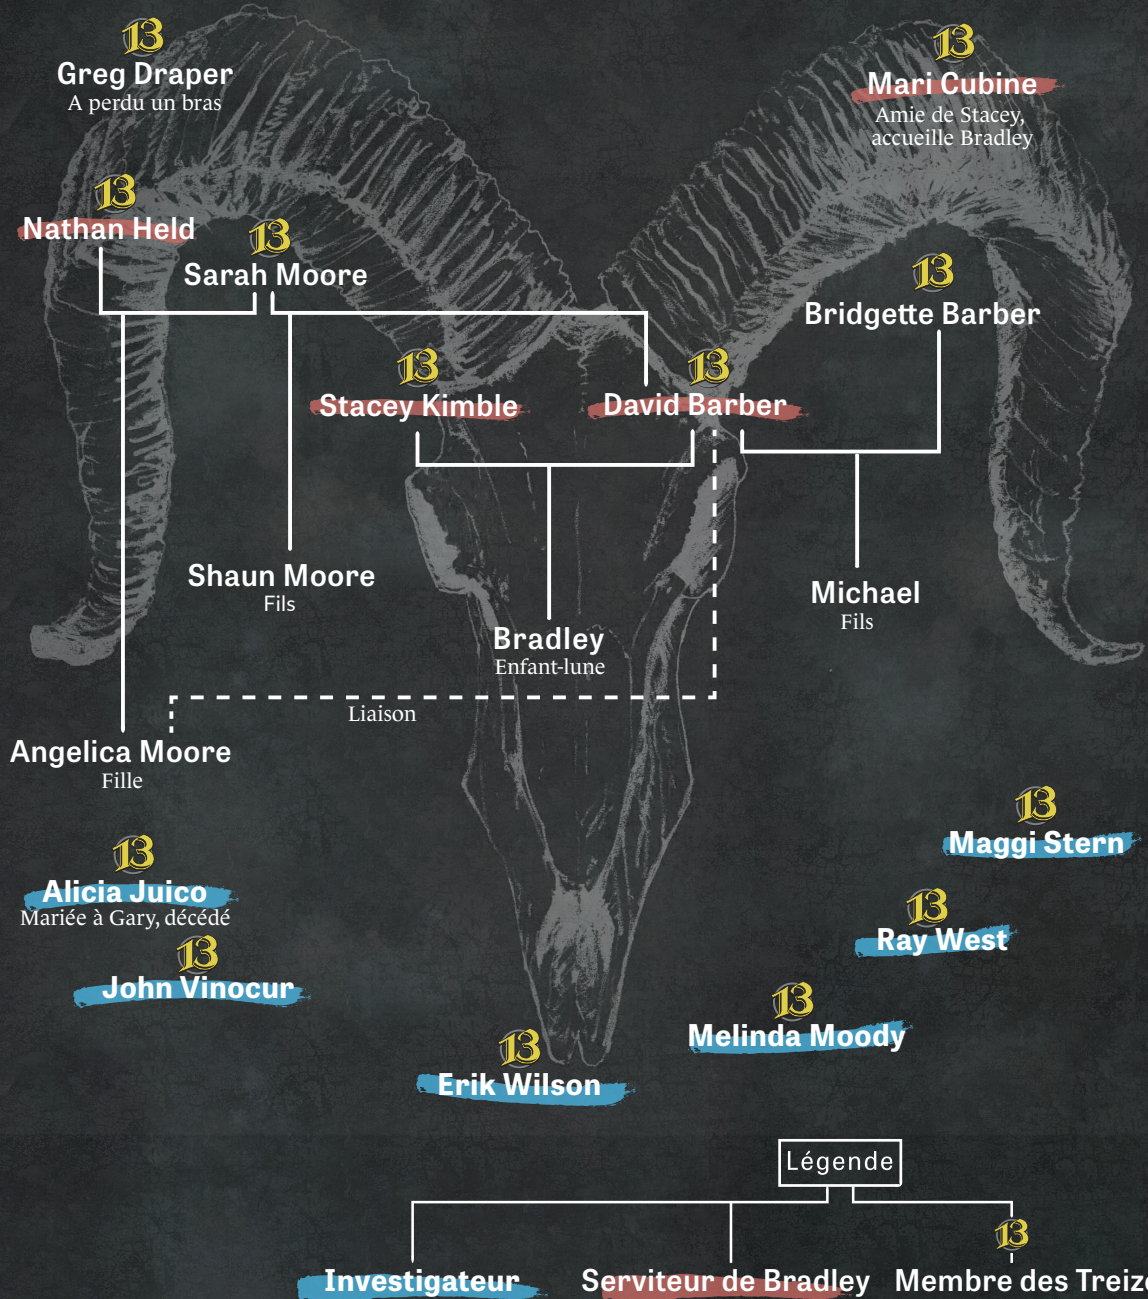 13
Greg Draper
A perdu un bras
13
Mari Cubine
Amie de Stacey,
accueille Bradley
13
Nathan Held
13
Sarah Moore
13
Bridgette Barber
13
Stacey Kimble
13
David Barber
Shaun Moore
Fils
Michael
Fils
Bradley
Enfant-lune
Liaison
Angelica Moore
Fille
13
Maggi Stern
13
Alicia Juico
Mariée à Gary, décédé
13
Ray West
13
John Vinocur
13
Melinda Moody
13
Erik Wilson
Légende
13
Investigateur
Serviteur de Bradley
Membre des Treize